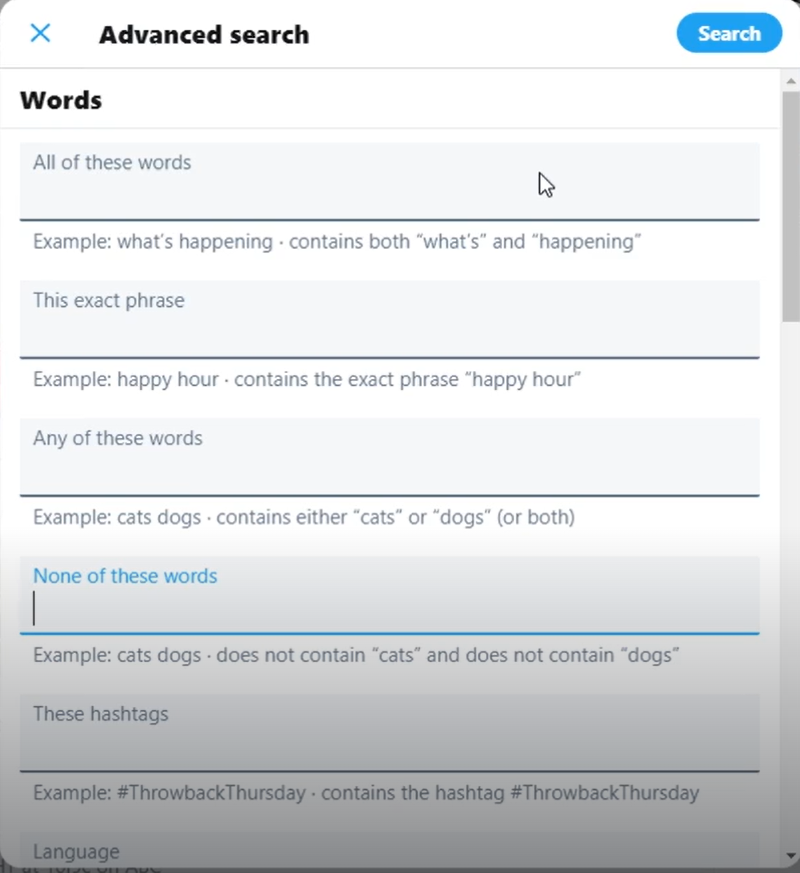 Advanced search
Search
Words
All of these words
Example: what’s happening · contains both “what’s” and “happening”
This exact phrase
Example: happy hour · contains the exact phrase “happy hour”
Any of these words
Example: cats dogs · contains either “cats” or “dogs” (or both)
None of these words
Example: cats dogs · does not contain “cats” and does not contain “dogs”
These hashtags
Example: #ThrowbackThursday · contains the hashtag #ThrowbackThursday
Language